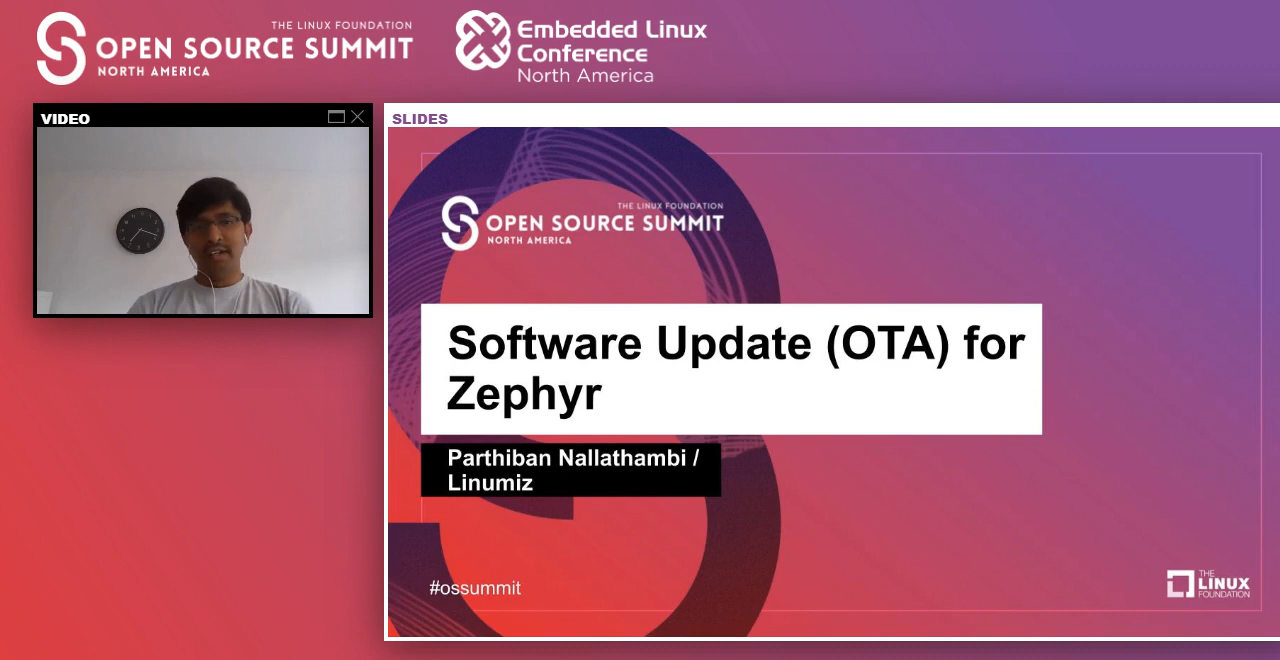 THE LINUX FOUNDATION
OPEN SOURCE SUMMIT
NORTH AMERICA
Embedded Linux
Conference
North America
VIDEO
SLIDES
THE LINUX FOUNDATION
OPEN SOURCE SUMMIT
NORTH AMERICA
Software Update (OTA) for
Zephyr
Parthiban Nallathambi /
Linumiz
#ossummit
THE
LINUX
FOUNDATION